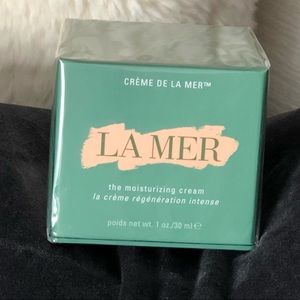 CRÈME DE LA MER™
LA MER
the moisturizing cream
la crème régénération intense
poids net wt. 1 oz./30 ml ℮